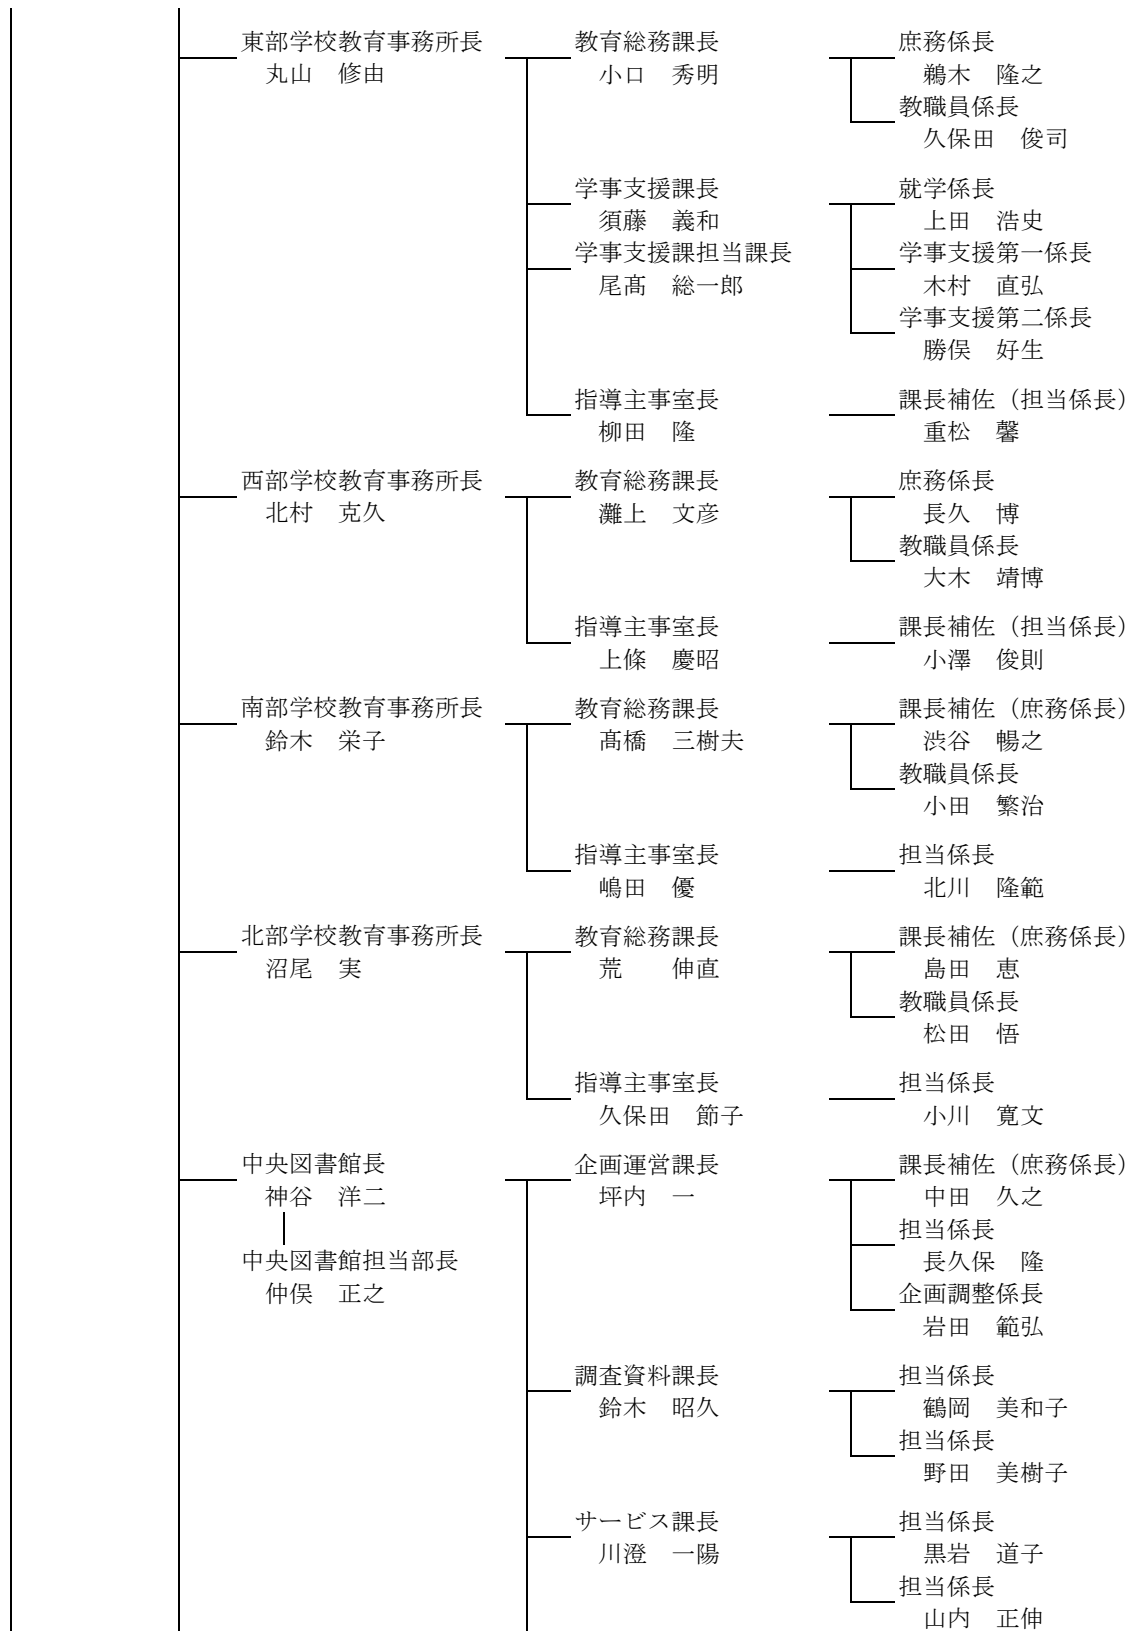 東部学校教育事務所長
丸山　修由
教育総務課長
小口　秀明
庶務係長
鵜木　隆之
教職員係長
久保田　俊司
学事支援課長
須藤　義和
学事支援課担当課長
尾髙　総一郎
就学係長
上田　浩史
学事支援第一係長
木村　直弘
学事支援第二係長
勝俣　好生
指導主事室長
柳田　隆
課長補佐（担当係長）
重松　馨
西部学校教育事務所長
北村　克久
教育総務課長
灘上　文彦
庶務係長
長久　博
教職員係長
大木　靖博
指導主事室長
上條　慶昭
課長補佐（担当係長）
小澤　俊則
南部学校教育事務所長
鈴木　栄子
教育総務課長
髙橋　三樹夫
課長補佐（庶務係長）
渋谷　暢之
教職員係長
小田　繁治
指導主事室長
嶋田　優
担当係長
北川　隆範
北部学校教育事務所長
沼尾　実
教育総務課長
荒　　伸直
課長補佐（庶務係長）
島田　恵
教職員係長
松田　悟
指導主事室長
久保田　節子
担当係長
小川　寛文
中央図書館長
神谷　洋二
中央図書館担当部長
仲俣　正之
企画運営課長
坪内　一
課長補佐（庶務係長）
中田　久之
担当係長
長久保　隆
企画調整係長
岩田　範弘
調査資料課長
鈴木　昭久
担当係長
鶴岡　美和子
担当係長
野田　美樹子
サービス課長
川澄　一陽
担当係長
黒岩　道子
担当係長
山内　正伸